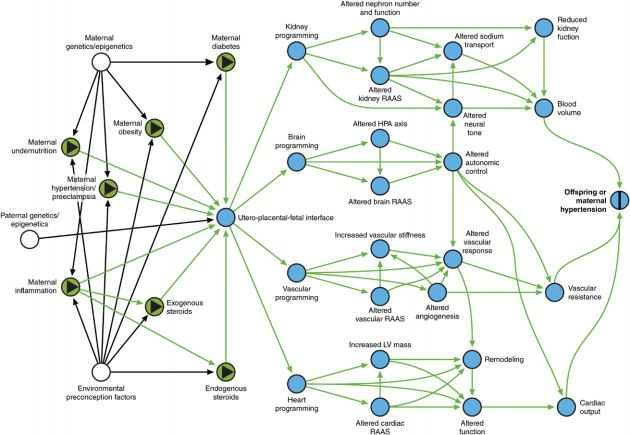 Maternal
genetics/epigenetics
Maternal
diabetes
Maternal
obesity
Maternal
undernutrition
Maternal
hypertension/
preeclampsia
Paternal genetics/
epigenetics
Maternal
inflammation
Exogenous
steroids
Environmental
preconception factors
Endogenous
steroids
Utero-placental-fetal interface
Kidney
programming
Altered nephron number
and function
Altered sodium
transport
Reduced
kidney fuction
Altered
kidney RAAS
Altered
neural
tone
Blood
volume
Brain
programming
Altered HPA axis
Altered brain RAAS
Altered
autonomic
control
Offspring or
maternal
hypertension
Increased vascular stiffness
Altered
vascular
response
Vascular
programming
Altered
vascular RAAS
Altered
angiogenesis
Vascular
resistance
Increased LV mass
Remodeling
Heart
programming
Altered cardiac
RAAS
Altered
function
Cardiac
output